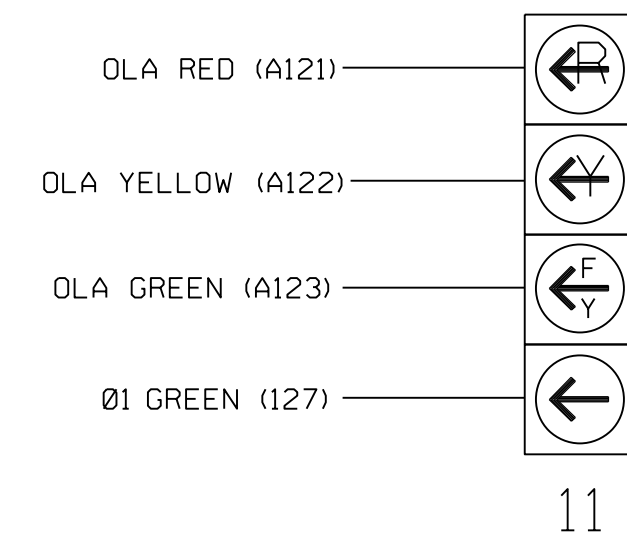 OLA RED (A121)
R
OLA YELLOW (A122)
Y
OLA GREEN (A123)
F
Y
Ø1 GREEN (127)
11